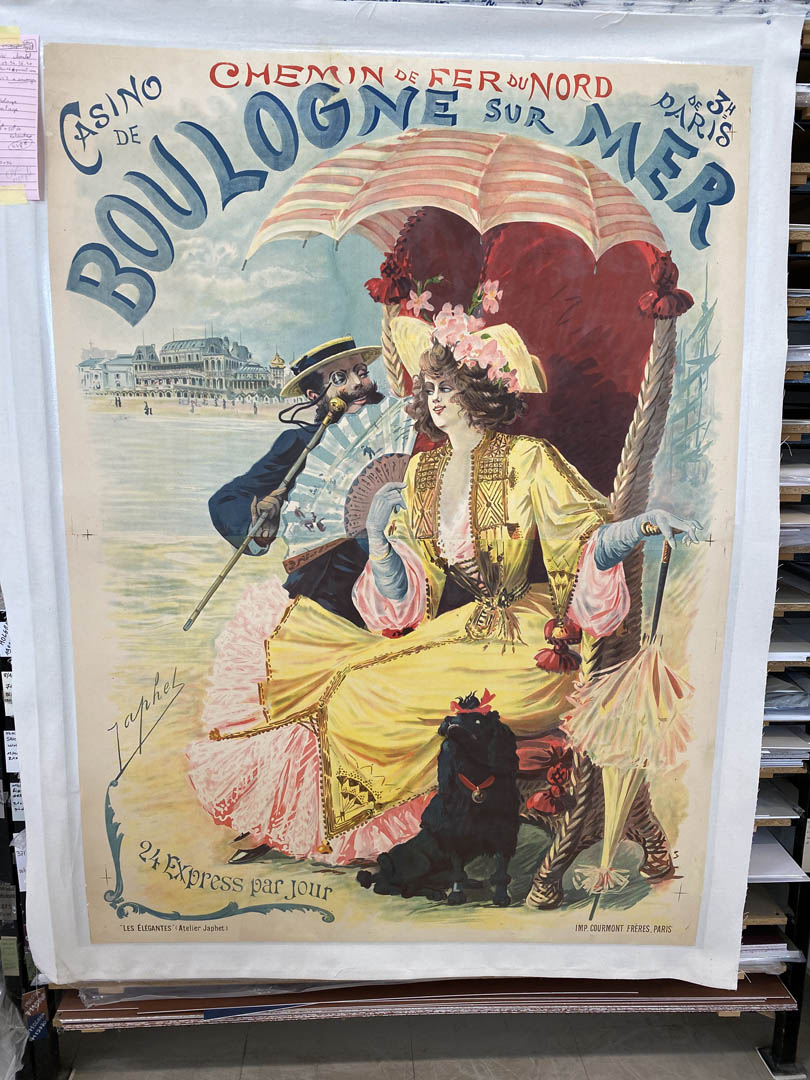 CHEMIN DE FER DU NORD
CASINO DE
BOULOGNE SUR MER
3H DE PARIS
Japhet
24 EXPRESS PAR JOUR
"LES ÉLÉGANTES" (Atelier Japhet)
IMP. COURMONT FRÈRES, PARIS